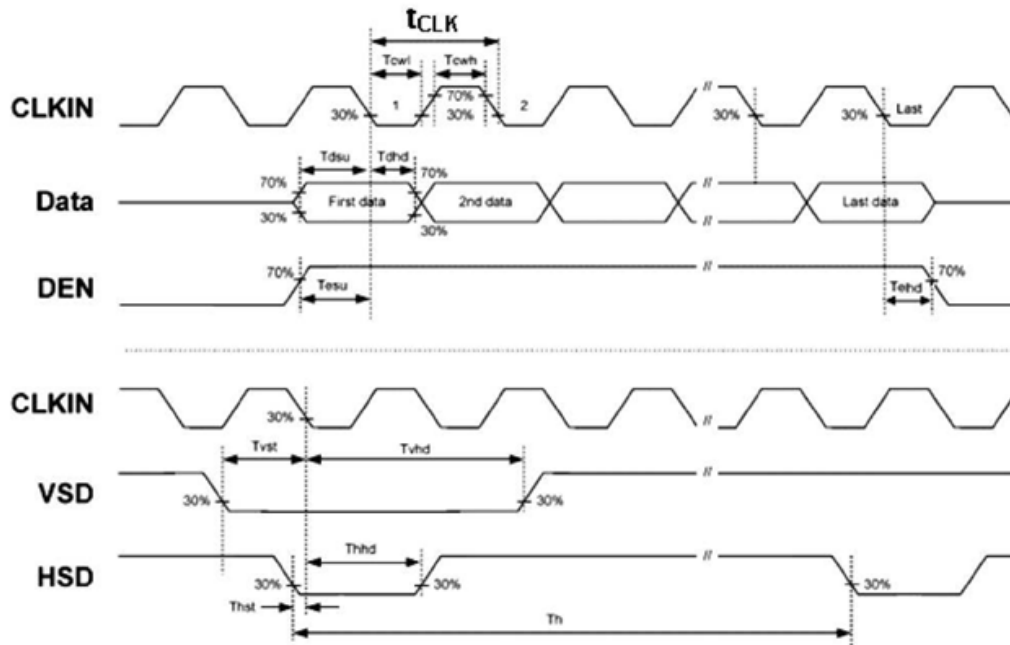 tCLK
Tcwl Tcwh
CLKIN 30% 1 70% 30% 2 30% 30% Last
Tdsu Tdhd
70% 70%
Data First data 2nd data Last data
30% 30%
DEN 70% Tesu 70% Tehd
CLKIN 30%
Tvst Tvhd
VSD 30% 30%
Thhd
HSD 30% 30% 30%
Thst
Th